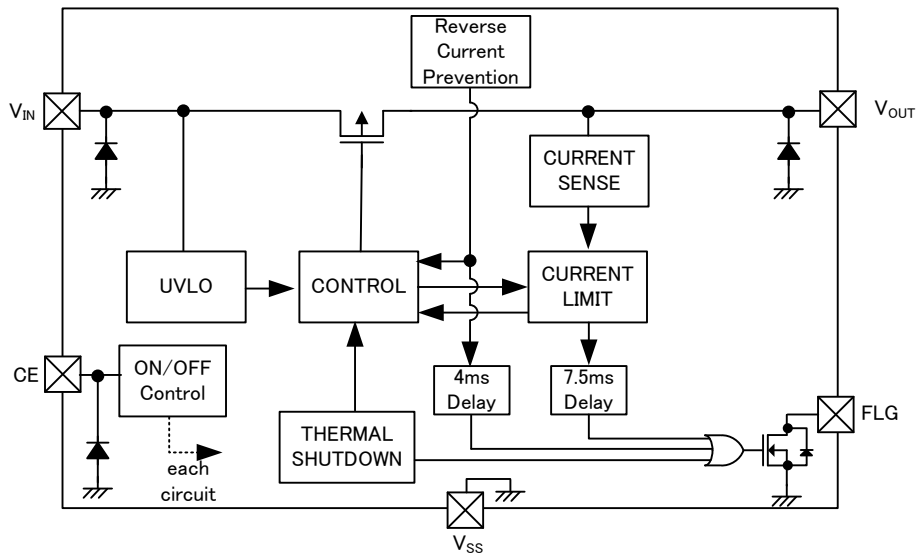 Reverse
Current
Prevention
VIN
VOUT
CURRENT
SENSE
UVLO
CONTROL
CURRENT
LIMIT
CE
ON/OFF
Control
4ms
Delay
7.5ms
Delay
FLG
THERMAL
SHUTDOWN
each
circuit
VSS